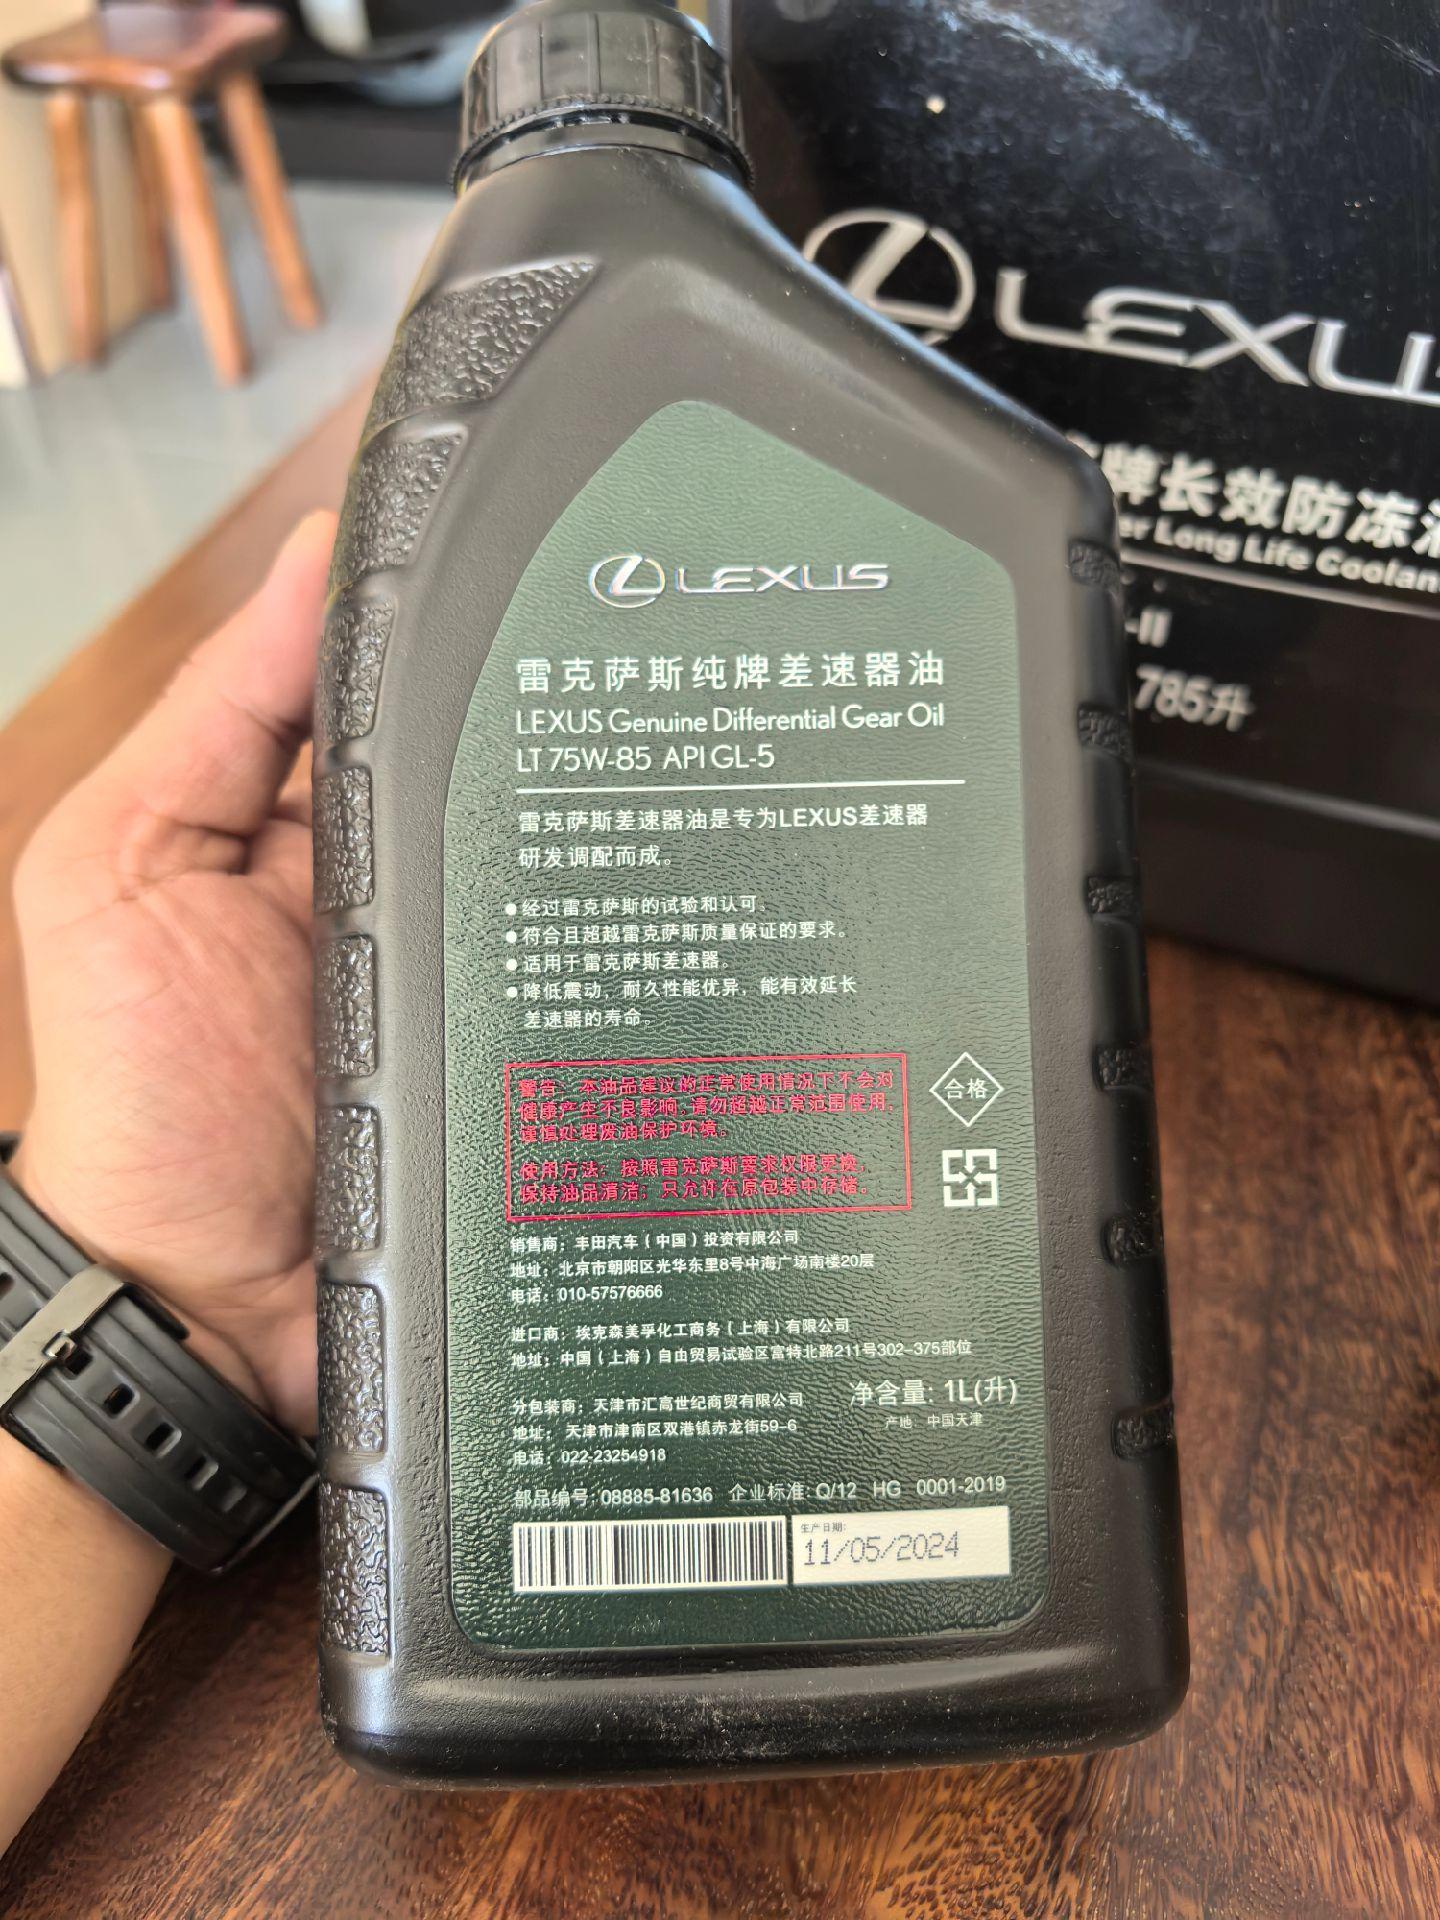 LEXUS
雷克萨斯纯牌差速器油
LEXUS Genuine Differential Gear Oil
LT 75W-85 API GL-5
雷克萨斯差速器油是专为LEXUS差速器
研发调配而成。
●经过雷克萨斯的试验和认可。
●符合且超越雷克萨斯质量保证的要求。
●适用于雷克萨斯差速器。
●降低震动，耐久性能优异，能有效延长
差速器的寿命。
警告：本油品建议的正常使用情况下不会对
健康产生不良影响，请勿超越正常范围使用，
谨慎处理废油保护环境。
使用方法：按照雷克萨斯要求权限更换，
保持油品清洁；只允许在原包装中存储。
合格
销售商：丰田汽车（中国）投资有限公司
地址：北京市朝阳区光华东里8号中海广场南楼20层
电话：010-57576666
进口商：埃克森美孚化工商务（上海）有限公司
地址：中国（上海）自由贸易试验区富特北路211号302-375部位
分包装商：天津市汇高世纪商贸有限公司
地址：天津市津南区双港镇赤龙街59-6
电话：022-23254918
净含量: 1L(升)
产地：中国天津
部品编号: 08885-81636 企业标准: Q/12 HG 0001-2019
生产日期:
11/05/2024
LEXU
牌长效防冻
er Long Life Coolan
-II
785升